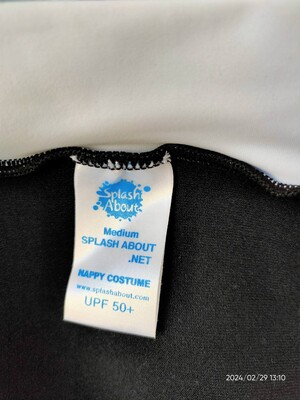 Splash
About
Medium
SPLASH ABOUT
.NET
NAPPY COSTUME
www.splashabout.com
UPF 50+
2024/02/29 13:10